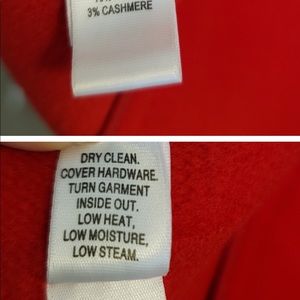 3% CASHMERE
DRY CLEAN.
COVER HARDWARE.
TURN GARMENT
INSIDE OUT.
LOW HEAT,
LOW MOISTURE,
LOW STEAM.